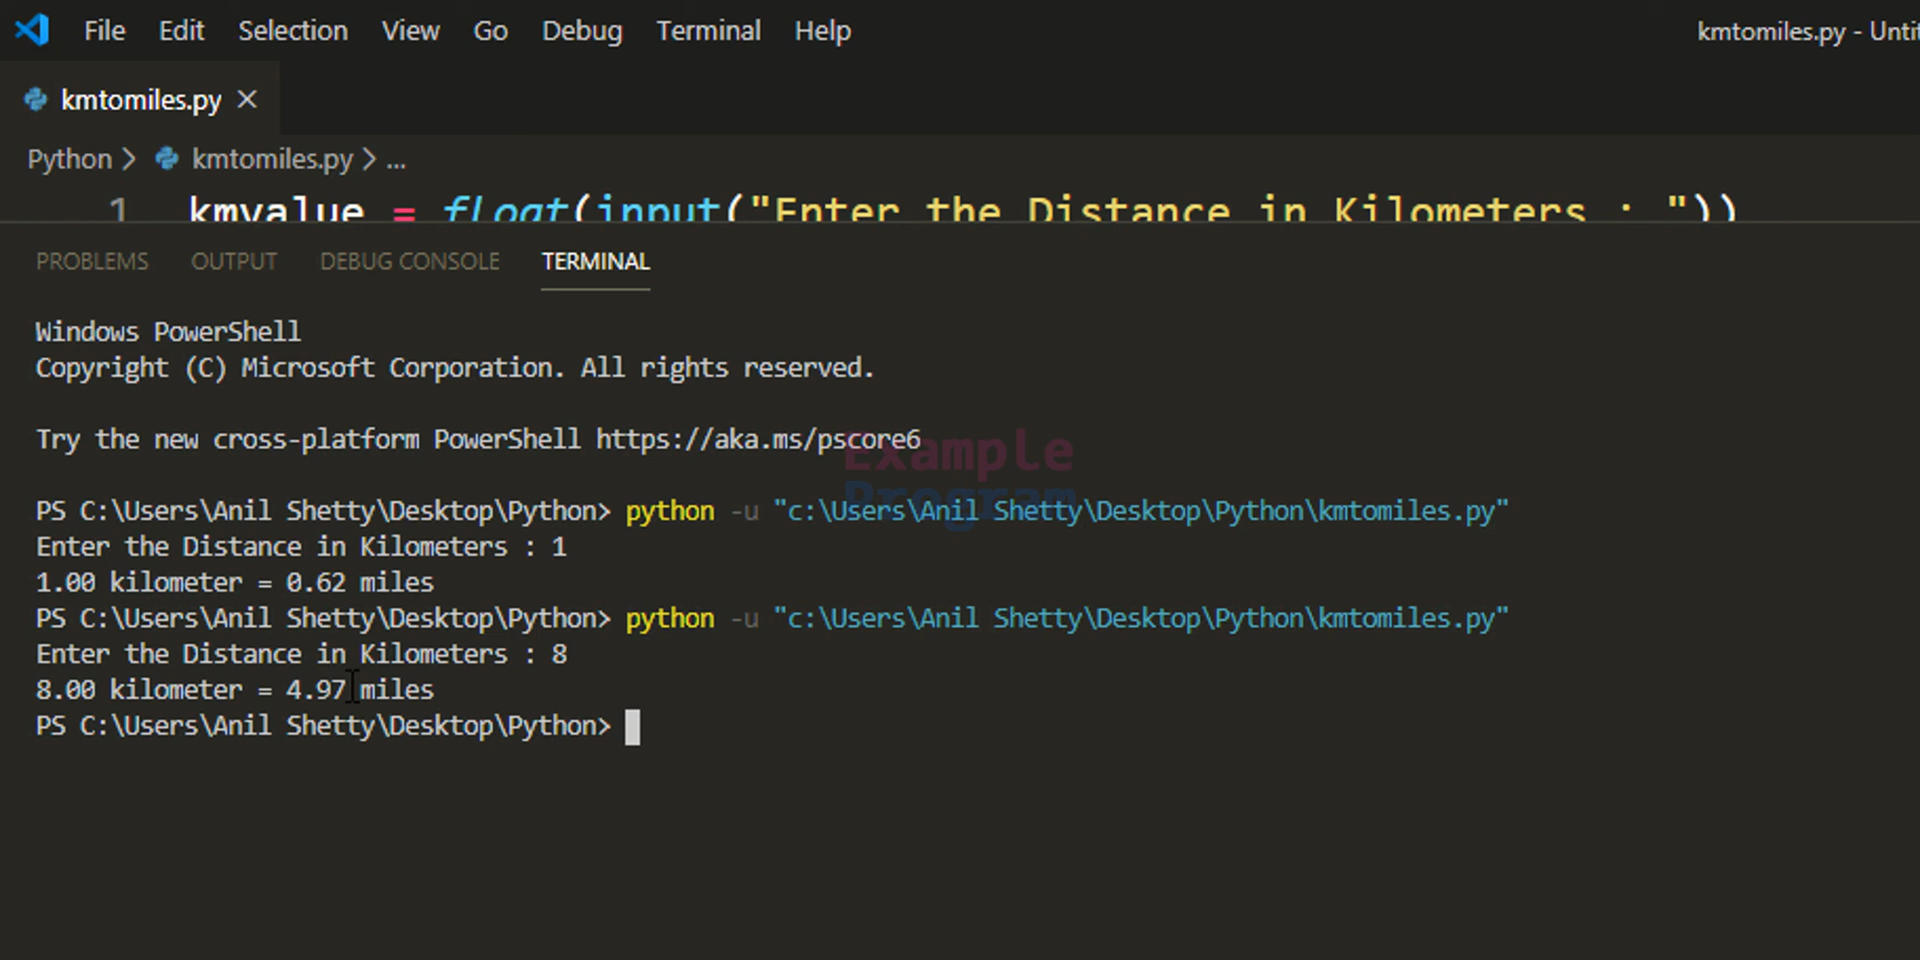 File Edit Selection View Go Debug Terminal Help kmtomiles.py - Untit
kmtomiles.py
Python > kmtomiles.py > ...
1 kmvalue = float(input("Enter the Distance in Kilometers : "))
PROBLEMS OUTPUT DEBUG CONSOLE TERMINAL
Windows PowerShell
Copyright (C) Microsoft Corporation. All rights reserved.
Try the new cross-platform PowerShell https://aka.ms/pscore6
Example
Program
PS C:\Users\Anil Shetty\Desktop\Python> python -u "c:\Users\Anil Shetty\Desktop\Python\kmtomiles.py"
Enter the Distance in Kilometers : 1
1.00 kilometer = 0.62 miles
PS C:\Users\Anil Shetty\Desktop\Python> python -u "c:\Users\Anil Shetty\Desktop\Python\kmtomiles.py"
Enter the Distance in Kilometers : 8
8.00 kilometer = 4.97 miles
PS C:\Users\Anil Shetty\Desktop\Python>